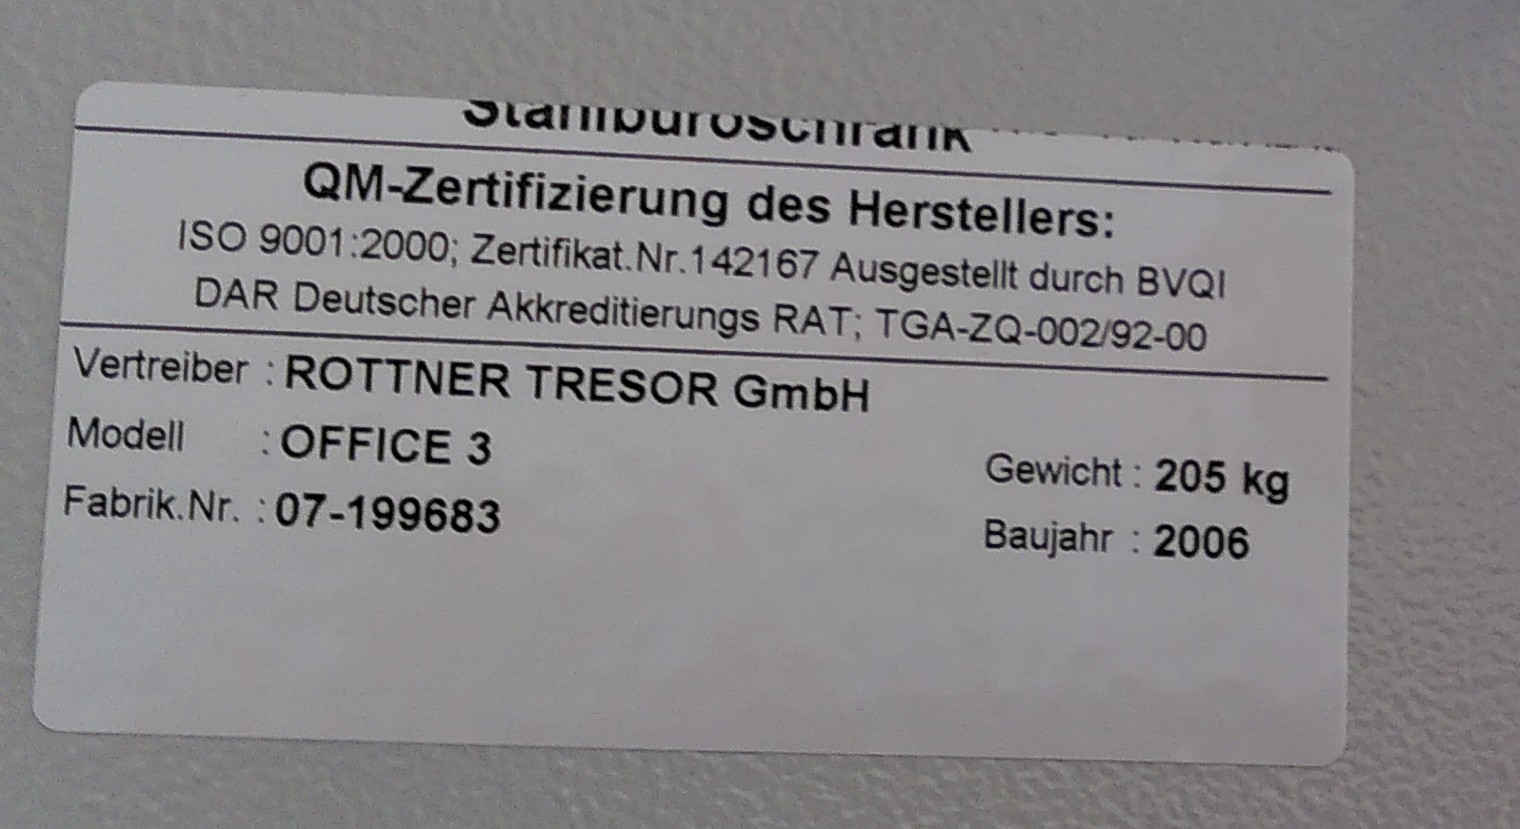 Stahlbüroschrank
QM-Zertifizierung des Herstellers:
ISO 9001:2000; Zertifikat.Nr.142167 Ausgestellt durch BVQI
DAR Deutscher Akkreditierungs RAT; TGA-ZQ-002/92-00
Vertreiber : ROTTNER TRESOR GmbH
Modell : OFFICE 3
Gewicht : 205 kg
Fabrik.Nr. : 07-199683
Baujahr : 2006